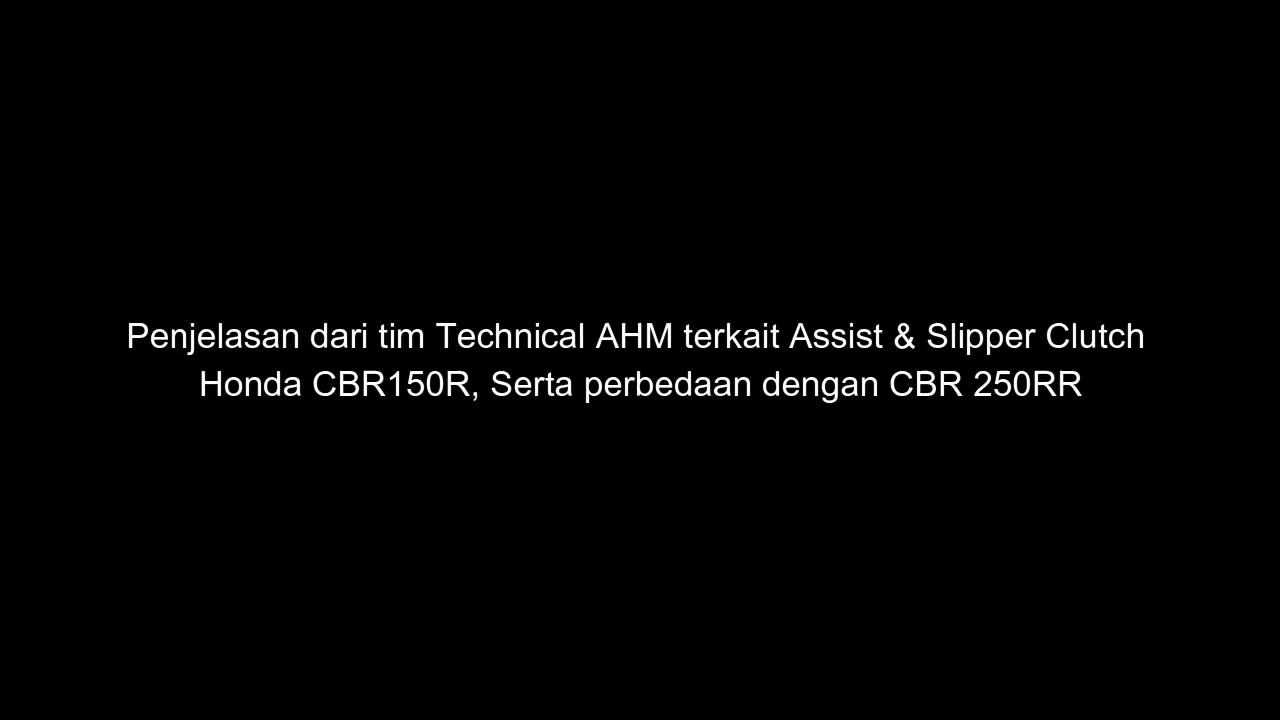 Penjelasan dari tim Technical AHM terkait Assist & Slipper Clutch
Honda CBR150R, Serta perbedaan dengan CBR 250RR